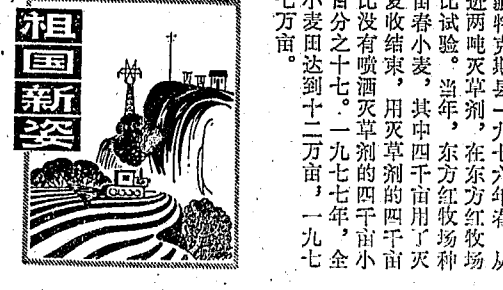 祖国新姿
县一九七六年春，从
进两吨灭草剂，在东方红牧场
比试验。当年，东方红牧场种
亩春小麦，其中四千亩用了灭
夏收结束，用灭草剂的四千亩
比没有喷洒灭草剂的四千亩小
百分之十七。一九七七年，全
小麦田达到十二万亩，一九七
七万亩。